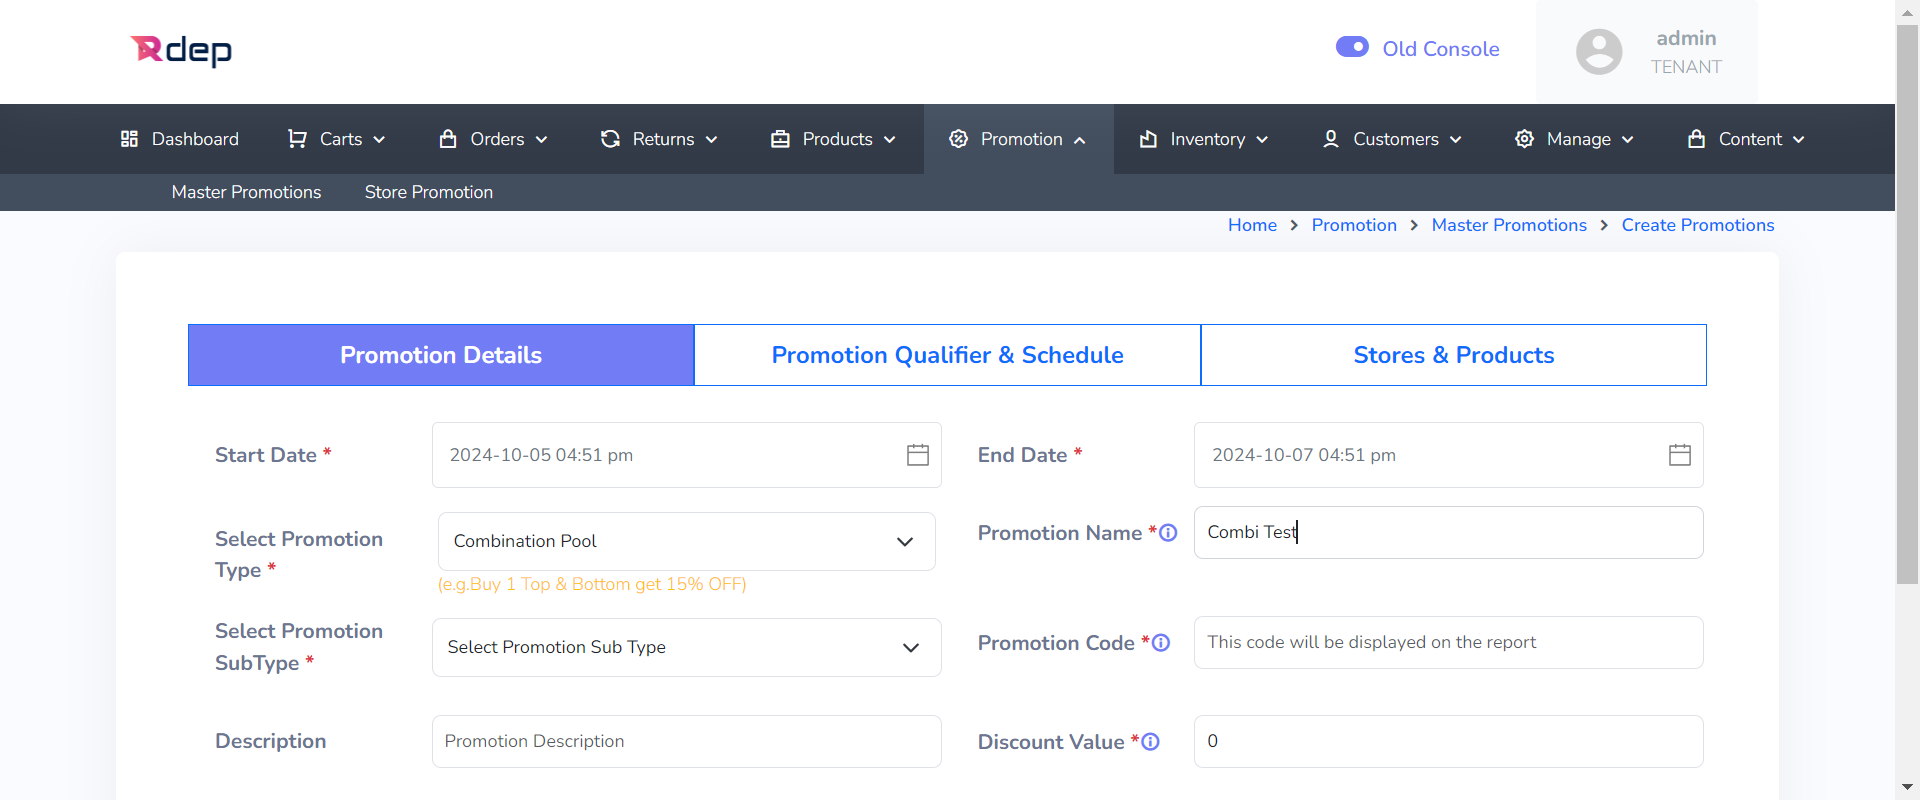 Rdep
Old Console
admin
TENANT
Dashboard Carts Orders Returns Products Promotion Inventory Customers Manage Content
Master Promotions Store Promotion
Home > Promotion > Master Promotions > Create Promotions
Promotion Details Promotion Qualifier & Schedule Stores & Products
Start Date * 2024-10-05 04:51 pm End Date * 2024-10-07 04:51 pm
Select Promotion
Type * Combination Pool Promotion Name * Combi Test
(e.g.Buy 1 Top & Bottom get 15% OFF)
Select Promotion
SubType * Select Promotion Sub Type Promotion Code * This code will be displayed on the report
Description Promotion Description Discount Value * 0